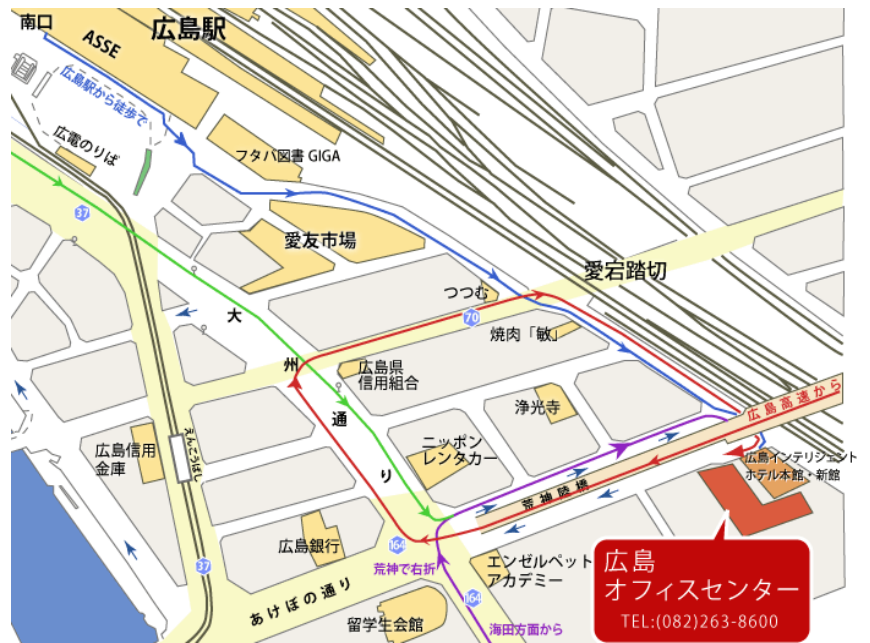 南口
広島駅
ASSE
広島駅から徒歩で
広電のりば
フタバ図書 GIGA
37
愛友市場
愛宕踏切
つつむ
70
大
州
通
り
焼肉「敏」
広島県
信用組合
浄光寺
広島高速から
えんこうばし
広島信用
金庫
ニッポン
レンタカー
広島インテリジェント
ホテル本館・新館
荒神陸橋
広島銀行
164
37
荒神で右折
エンゼルペット
アカデミー
あけぼの通り
164
留学生会館
海田方面から
広島
オフィスセンター
TEL:(082)263-8600